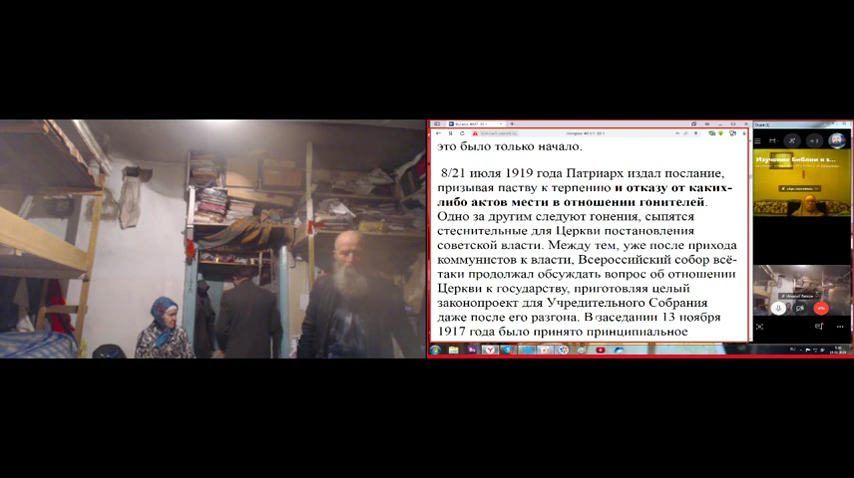 это было только начало.
8/21 июля 1919 года Патриарх издал послание,
призывая паству к терпению и отказу от каких-
либо актов мести в отношении гонителей.
Одно за другим следуют гонения, сыпятся
стеснительные для Церкви постановления
советской власти. Между тем, уже после прихода
коммунистов к власти, Всероссийский собор всё-
таки продолжал обсуждать вопрос об отношении
Церкви к государству, приготовляя целый
законопроект для Учредительного Собрания
даже после его разгона. В заседании 13 ноября
1917 года было принято принципиальное
Изучение Библии и к...